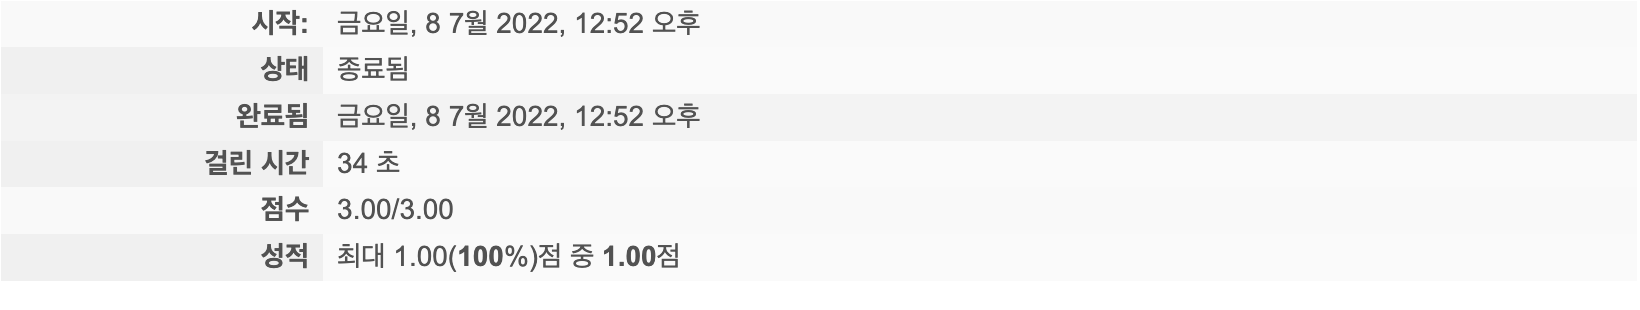 시작: 금요일, 8 7월 2022, 12:52 오후
상태 종료됨
완료됨 금요일, 8 7월 2022, 12:52 오후
걸린 시간 34 초
점수 3.00/3.00
성적 최대 1.00(100%)점 중 1.00점